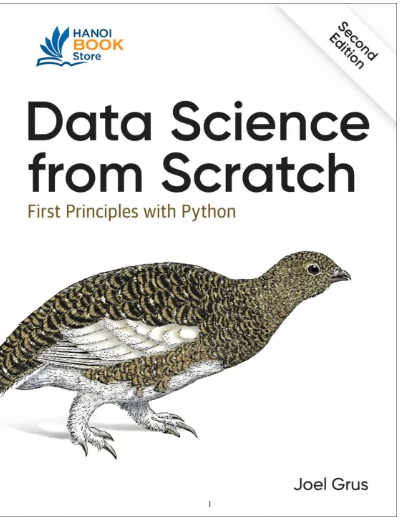 HANOI
BOOK
Store
Second
Edition
Data Science
from Scratch
First Principles with Python
Joel Grus